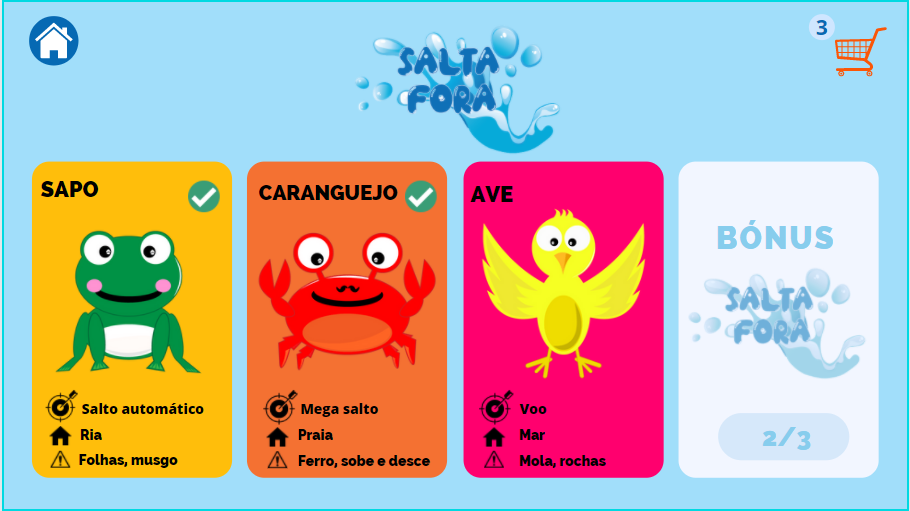 3
SALTA
FORA
SAPO
Salto automático
Ria
Folhas, musgo
CARANGUEJO
Mega salto
Praia
Ferro, sobe e desce
AVE
Voo
Mar
Mola, rochas
BÓNUS
SALTA
FORA
2/3